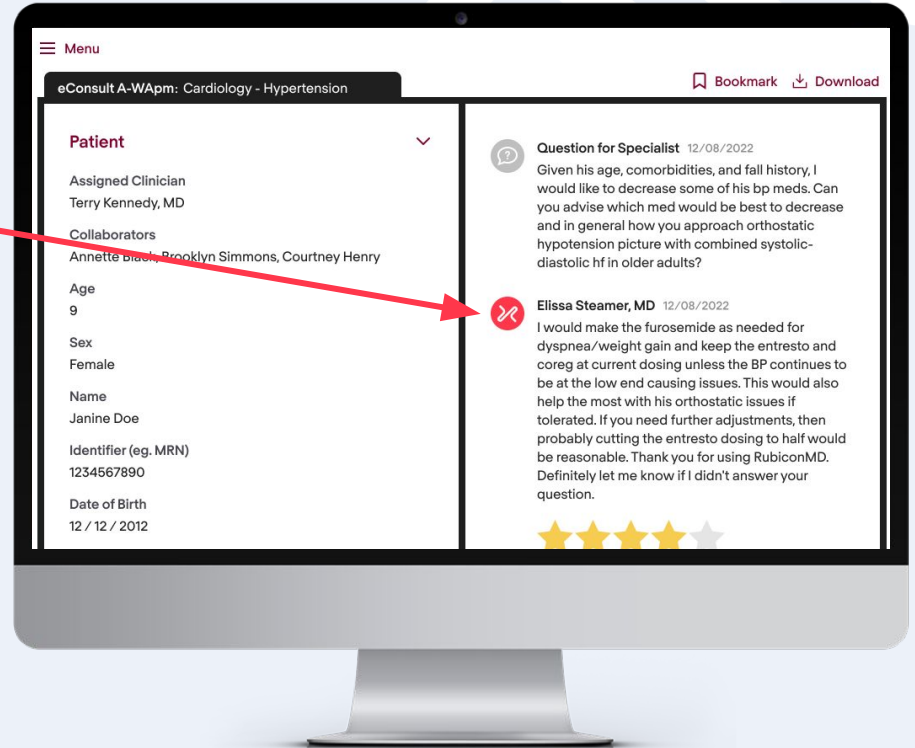 Menu
eConsult A-WApm: Cardiology - Hypertension
Bookmark
Download
Patient
Assigned Clinician
Terry Kennedy, MD
Collaborators
Annette Black, Brooklyn Simmons, Courtney Henry
Age
9
Sex
Female
Name
Janine Doe
Identifier (eg. MRN)
1234567890
Date of Birth
12 / 12 / 2012
Question for Specialist 12/08/2022
Given his age, comorbidities, and fall history, I
would like to decrease some of his bp meds. Can
you advise which med would be best to decrease
and in general how you approach orthostatic
hypotension picture with combined systolic-
diastolic hf in older adults?
Elissa Steamer, MD 12/08/2022
I would make the furosemide as needed for
dyspnea/weight gain and keep the entresto and
coreg at current dosing unless the BP continues to
be at the low end causing issues. This would also
help the most with his orthostatic issues if
tolerated. If you need further adjustments, then
probably cutting the entresto dosing to half would
be reasonable. Thank you for using RubiconMD.
Definitely let me know if I didn't answer your
question.